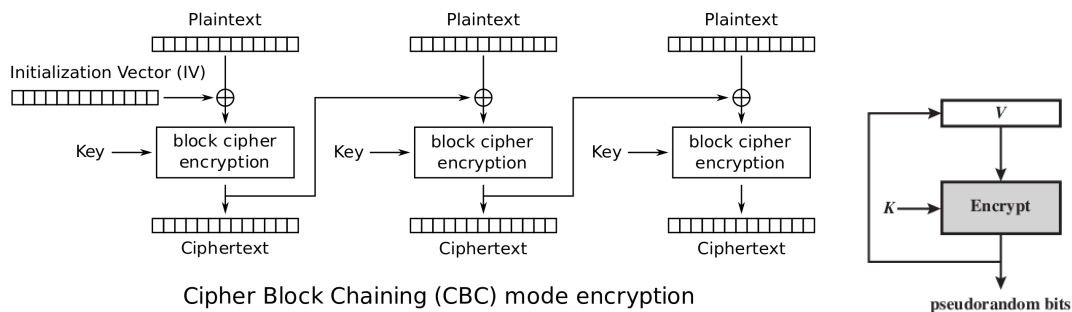 Plaintext
Plaintext
Plaintext
Initialization Vector (IV)
Key
block cipher
encryption
Key
block cipher
encryption
Key
block cipher
encryption
Ciphertext
Ciphertext
Ciphertext
Cipher Block Chaining (CBC) mode encryption
V
K
Encrypt
pseudorandom bits